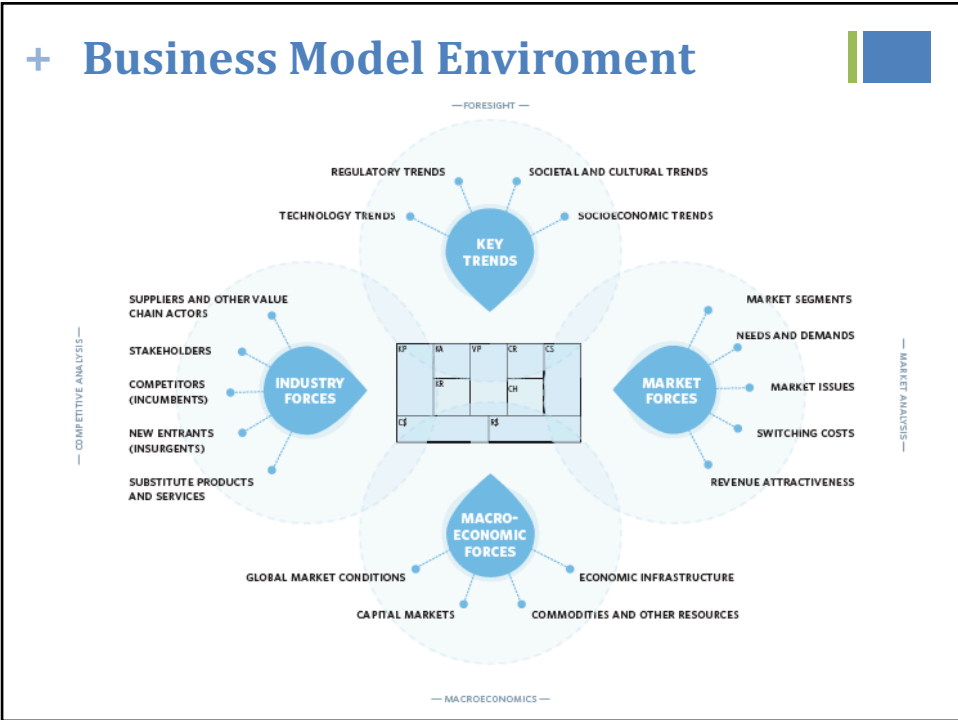 + Business Model Enviroment
— FORESIGHT —
REGULATORY TRENDS
SOCIETAL AND CULTURAL TRENDS
TECHNOLOGY TRENDS
SOCIOECONOMIC TRENDS
KEY
TRENDS
— COMPETITIVE ANALYSIS —
SUPPLIERS AND OTHER VALUE
CHAIN ACTORS
STAKEHOLDERS
COMPETITORS
(INCUMBENTS)
NEW ENTRANTS
(INSURGENTS)
SUBSTITUTE PRODUCTS
AND SERVICES
INDUSTRY
FORCES
KP
KA
VP
CR
CS
KR
CH
C$
R$
MARKET
FORCES
MARKET SEGMENTS
NEEDS AND DEMANDS
MARKET ISSUES
SWITCHING COSTS
REVENUE ATTRACTIVENESS
— MARKET ANALYSIS —
MACRO-
ECONOMIC
FORCES
GLOBAL MARKET CONDITIONS
ECONOMIC INFRASTRUCTURE
CAPITAL MARKETS
COMMODITIES AND OTHER RESOURCES
— MACROECONOMICS —